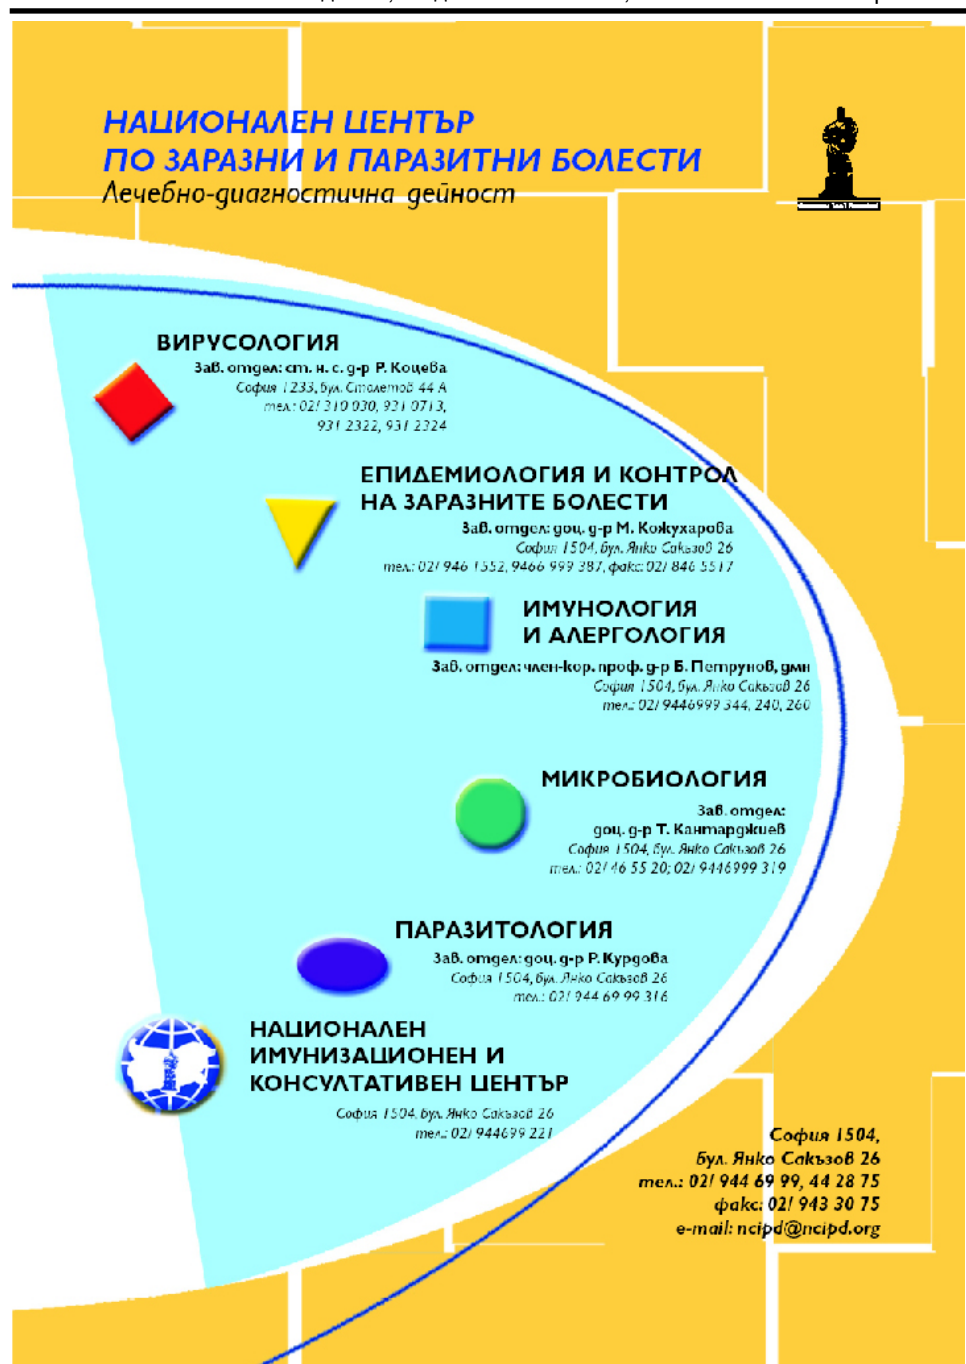 НАЦИОНАЛЕН ЦЕНТЪР
ПО ЗАРАЗНИ И ПАРАЗИТНИ БОЛЕСТИ
Лечебно-диагностична дейност
ВИРУСОЛОГИЯ
Зав. отдел: ст. н. с. д-р Р. Коцева
София 1233, бул. Столетов 44 А
тел.: 02/ 310 030, 931 0713,
931 2322, 931 2324
ЕПИДЕМИОЛОГИЯ И КОНТРОЛ
НА ЗАРАЗНИТЕ БОЛЕСТИ
Зав. отдел: доц. д-р М. Кожухарова
София 1504, бул. Янко Сакъзов 26
тел.: 02/ 946 1552, 9466 999 387, факс: 02/ 846 5517
ИМУНОЛОГИЯ
И АЛЕРГОЛОГИЯ
Зав. отдел: член-кор. проф. д-р Б. Петрунов, дмн
София 1504, бул. Янко Сакъзов 26
тел.: 02/ 9446999 344, 240, 260
МИКРОБИОЛОГИЯ
Зав. отдел:
доц. д-р Т. Кантарджиев
София 1504, бул. Янко Сакъзов 26
тел.: 02/ 46 55 20; 02/ 9446999 319
ПАРАЗИТОЛОГИЯ
Зав. отдел: доц. д-р Р. Курдова
София 1504, бул. Янко Сакъзов 26
тел.: 02/ 944 69 99 316
НАЦИОНАЛЕН
ИМУНИЗАЦИОНЕН И
КОНСУЛТАТИВЕН ЦЕНТЪР
София 1504, бул. Янко Сакъзов 26
тел.: 02/ 944699 221
София 1504,
бул. Янко Сакъзов 26
тел.: 02/ 944 69 99, 44 28 75
факс: 02/ 943 30 75
e-mail: ncipd@ncipd.org